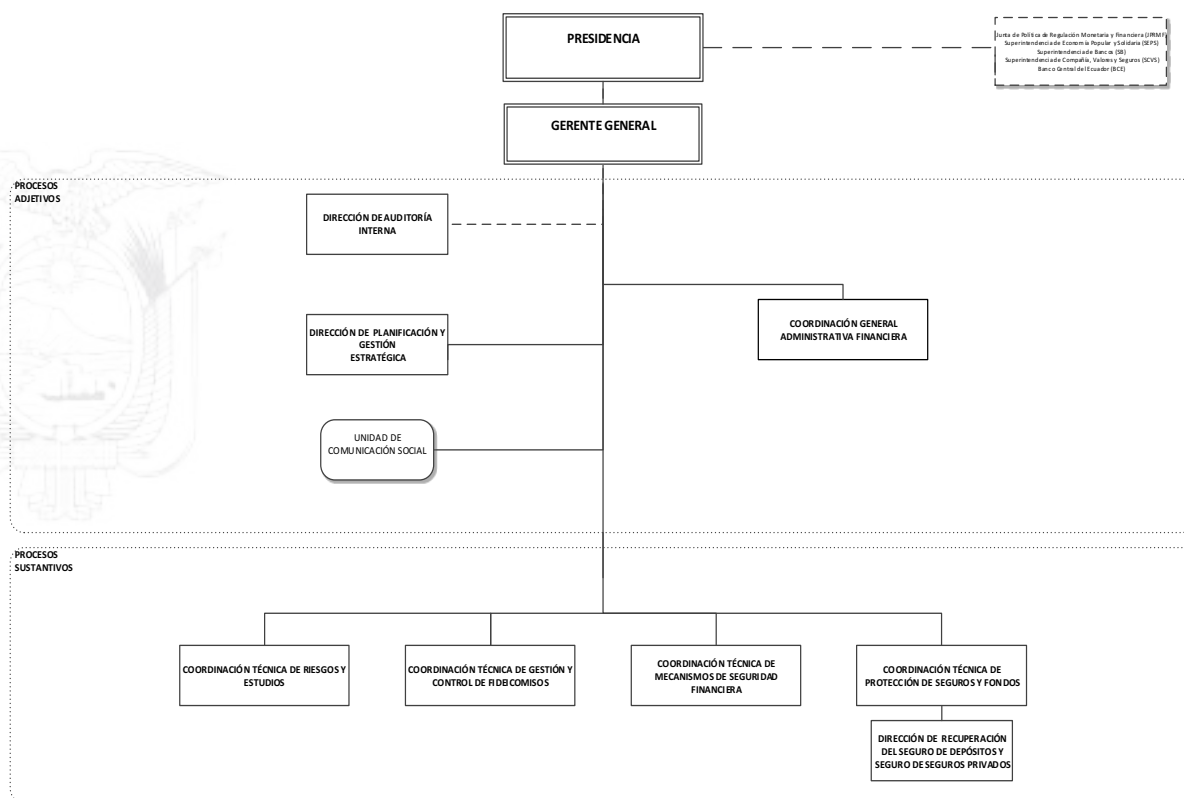 PRESIDENCIA
Junta de Política de Regulación Monetaria y Financiera (JPRMF)
Superintendencia de Economía Popular y Solidaria (SEPS)
Superintendencia de Bancos (SB)
Superintendencia de Compañía, Valores y Seguros (SCVS)
Banco Central del Ecuador (BCE)
GERENTE GENERAL
PROCESOS
ADJETIVOS
DIRECCIÓN DE AUDITORÍA
INTERNA
COORDINACIÓN GENERAL
ADMINISTRATIVA FINANCIERA
DIRECCIÓN DE PLANIFICACIÓN Y
GESTIÓN
ESTRATÉGICA
UNIDAD DE
COMUNICACIÓN SOCIAL
PROCESOS
SUSTANTIVOS
COORDINACIÓN TÉCNICA DE RIESGOS Y
ESTUDIOS
COORDINACIÓN TÉCNICA DE GESTIÓN Y
CONTROL DE FIDEICOMISOS
COORDINACIÓN TÉCNICA DE
MECANISMOS DE SEGURIDAD
FINANCIERA
COORDINACIÓN TÉCNICA DE
PROTECCIÓN DE SEGUROS Y FONDOS
DIRECCIÓN DE RECUPERACIÓN
DEL SEGURO DE DEPÓSITOS Y
SEGURO DE SEGUROS PRIVADOS